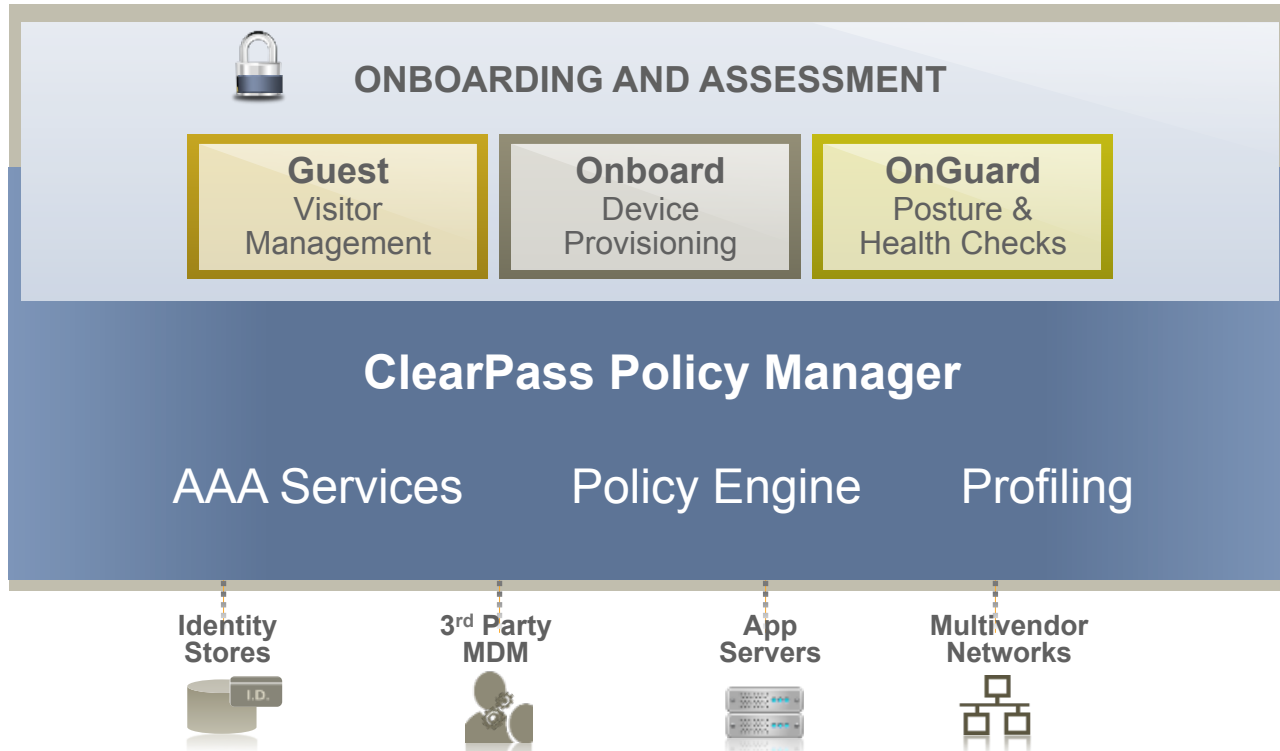 ONBOARDING AND ASSESSMENT
Guest
Visitor
Management
Onboard
Device
Provisioning
OnGuard
Posture &
Health Checks
ClearPass Policy Manager
AAA Services
Policy Engine
Profiling
Identity
Stores
3rd Party
MDM
App
Servers
Multivendor
Networks
I.D.